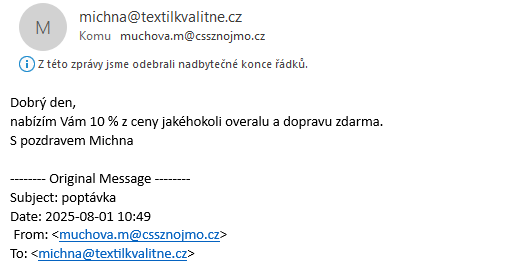 M
michna@textilkvalitne.cz
Komu muchova.m@cssznojmo.cz
Z této zprávy jsme odebrali nadbytečné konce řádků.
Dobrý den,
nabízím Vám 10 % z ceny jakéhokoli overalu a dopravu zdarma.
S pozdravem Michna
-------- Original Message --------
Subject: poptávka
Date: 2025-08-01 10:49
From: <muchova.m@cssznojmo.cz>
To: <michna@textilkvalitne.cz>